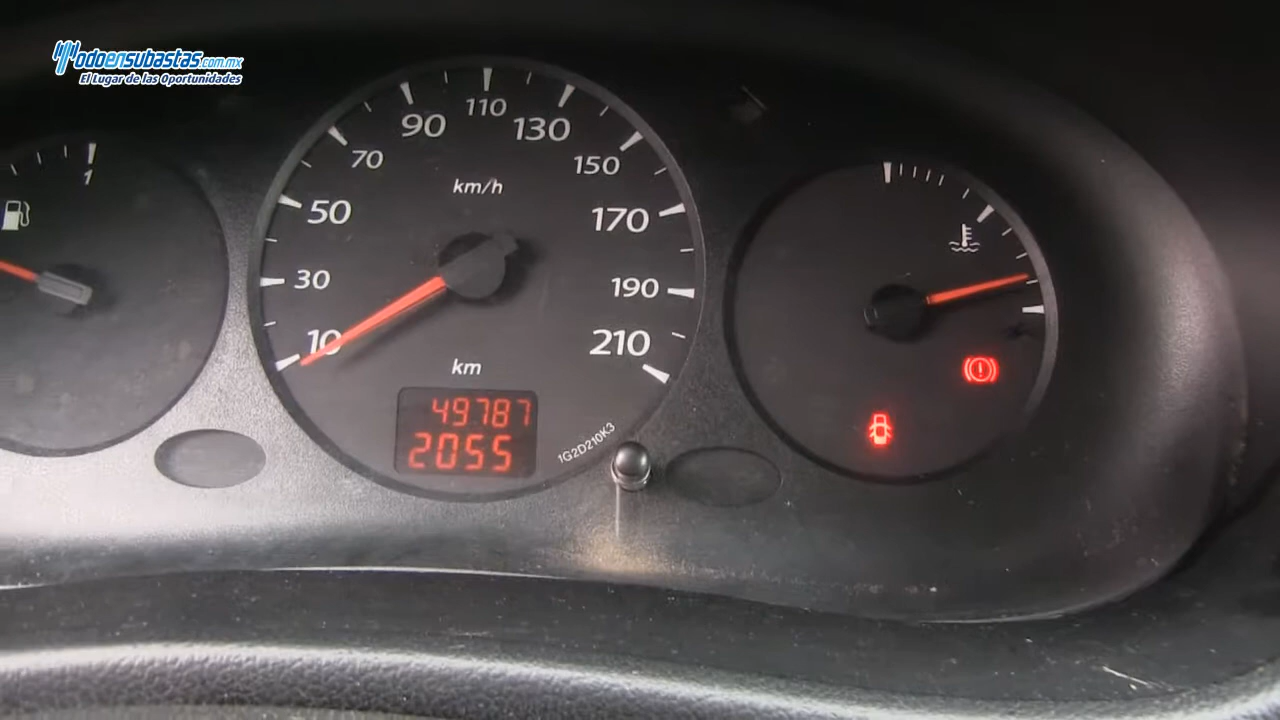 Modoensubastas.com.mx
El Lugar de las Oportunidades
1
10
30
50
70
90
110
130
150
170
190
210
km/h
km
49787
2055
1G2D210K3